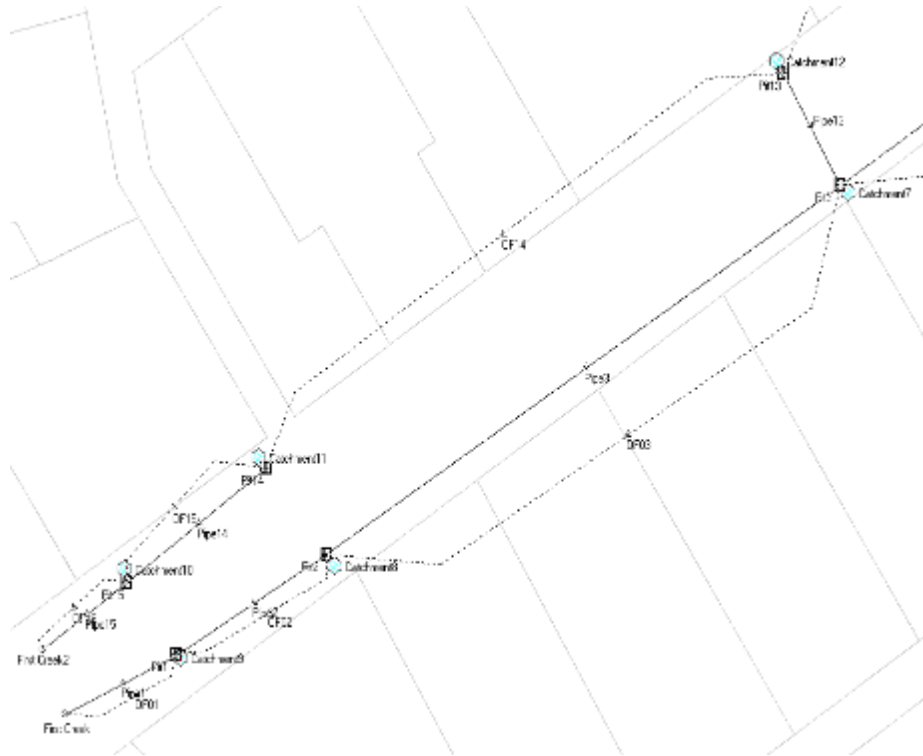 Catchment12
Pit13
Pipe13
Catchment7
Pit3
OF14
Pipe3
OF03
Catchment11
Pit14
OF15
Pipe14
Catchment10
Pit15
Pit2
Catchment8
Pipe2
OF02
Pipe15
First Creek2
Catchment9
Pit1
Pipe1
OF01
First Creek